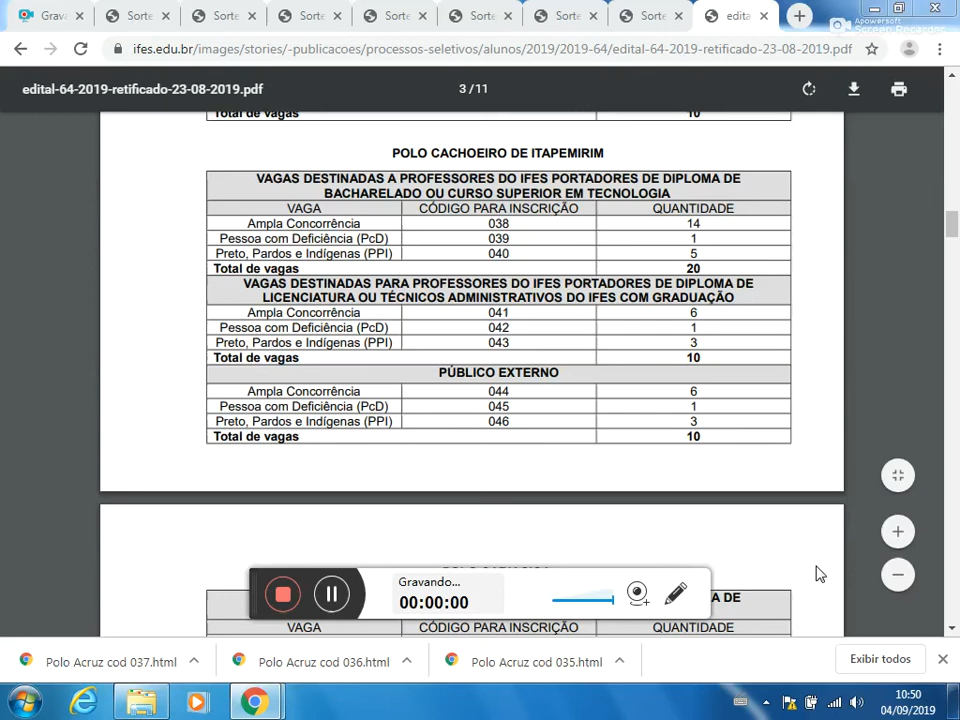 Grava
Sorte
Sorte
Sorte
Sorte
Sorte
Sorte
Sorte
edita
Apowersoft
Screen Recorder
ifes.edu.br/images/stories/-publicacoes/processos-seletivos/alunos/2019/2019-64/edital-64-2019-retificado-23-08-2019.pdf
edital-64-2019-retificado-23-08-2019.pdf
3 / 11
Total de vagas 10
POLO CACHOEIRO DE ITAPEMIRIM
VAGAS DESTINADAS A PROFESSORES DO IFES PORTADORES DE DIPLOMA DE
BACHARELADO OU CURSO SUPERIOR EM TECNOLOGIA
VAGA CÓDIGO PARA INSCRIÇÃO QUANTIDADE
Ampla Concorrência 038 14
Pessoa com Deficiência (PcD) 039 1
Preto, Pardos e Indígenas (PPI) 040 5
Total de vagas 20
VAGAS DESTINADAS PARA PROFESSORES DO IFES PORTADORES DE DIPLOMA DE
LICENCIATURA OU TÉCNICOS ADMINISTRATIVOS DO IFES COM GRADUAÇÃO
Ampla Concorrência 041 6
Pessoa com Deficiência (PcD) 042 1
Preto, Pardos e Indígenas (PPI) 043 3
Total de vagas 10
PÚBLICO EXTERNO
Ampla Concorrência 044 6
Pessoa com Deficiência (PcD) 045 1
Preto, Pardos e Indígenas (PPI) 046 3
Total de vagas 10
DE
Gravando...
00:00:00
VAGA CÓDIGO PARA INSCRIÇÃO QUANTIDADE
Polo Acruz cod 037.html
Polo Acruz cod 036.html
Polo Acruz cod 035.html
Exibir todos
10:50
04/09/2019